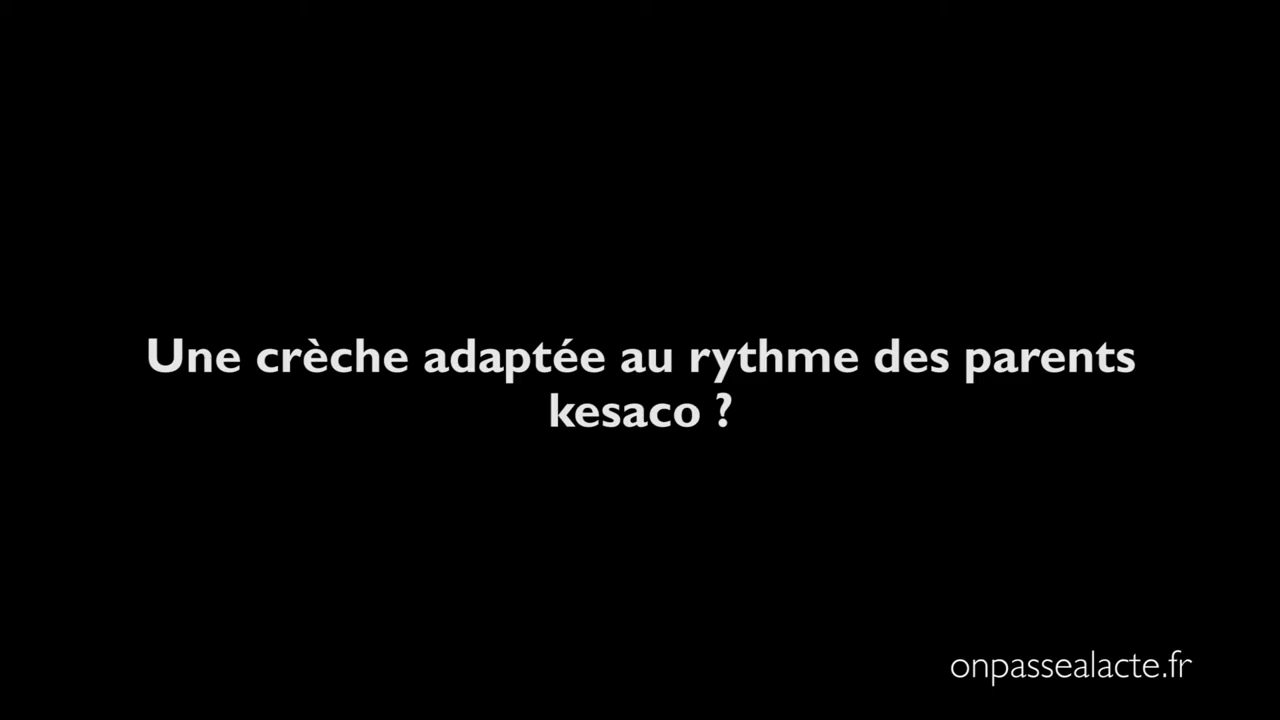 Une crèche adaptée au rythme des parents
kesaco ?
onpassealacte.fr